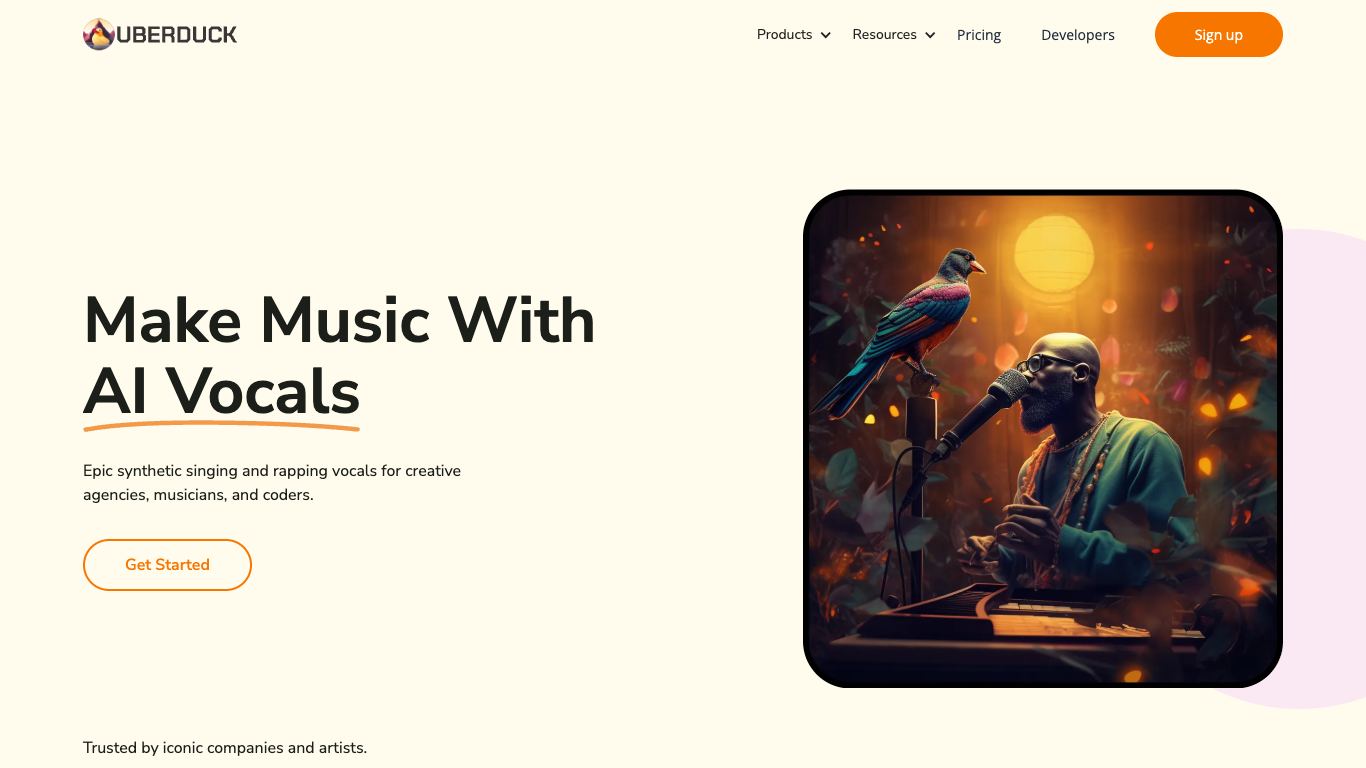 UBERDUCK
Products
Resources
Pricing
Developers
Sign up
Make Music With
AI Vocals
Epic synthetic singing and rapping vocals for creative
agencies, musicians, and coders.
Get Started
Trusted by iconic companies and artists.